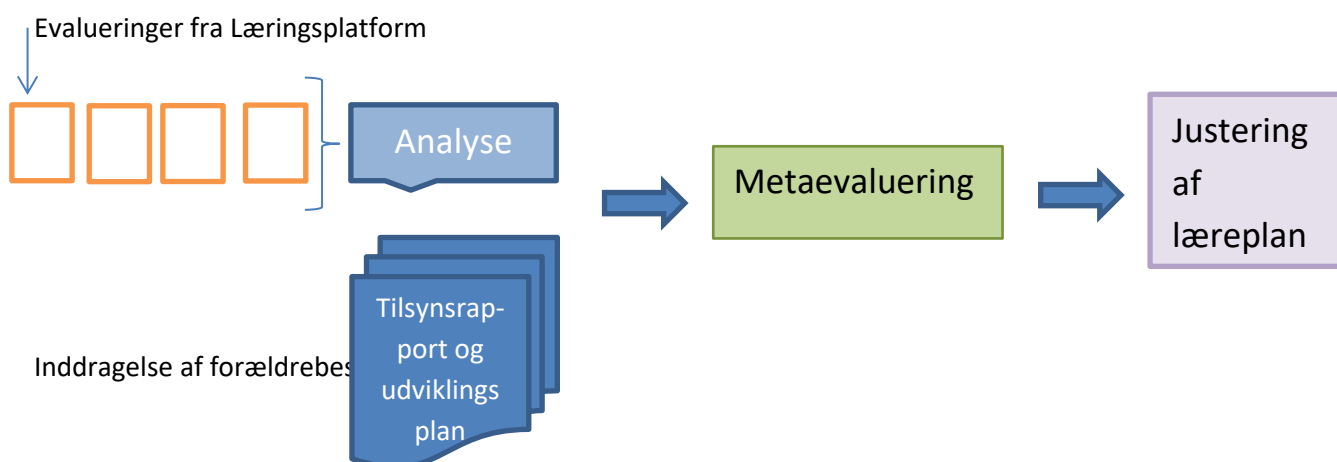 Evalueringer fra Læringsplatform
Analyse
Metaevaluering
Justering
af
læreplan
Tilsynsrap-
port og
udviklings
plan
Inddragelse af forældrebes